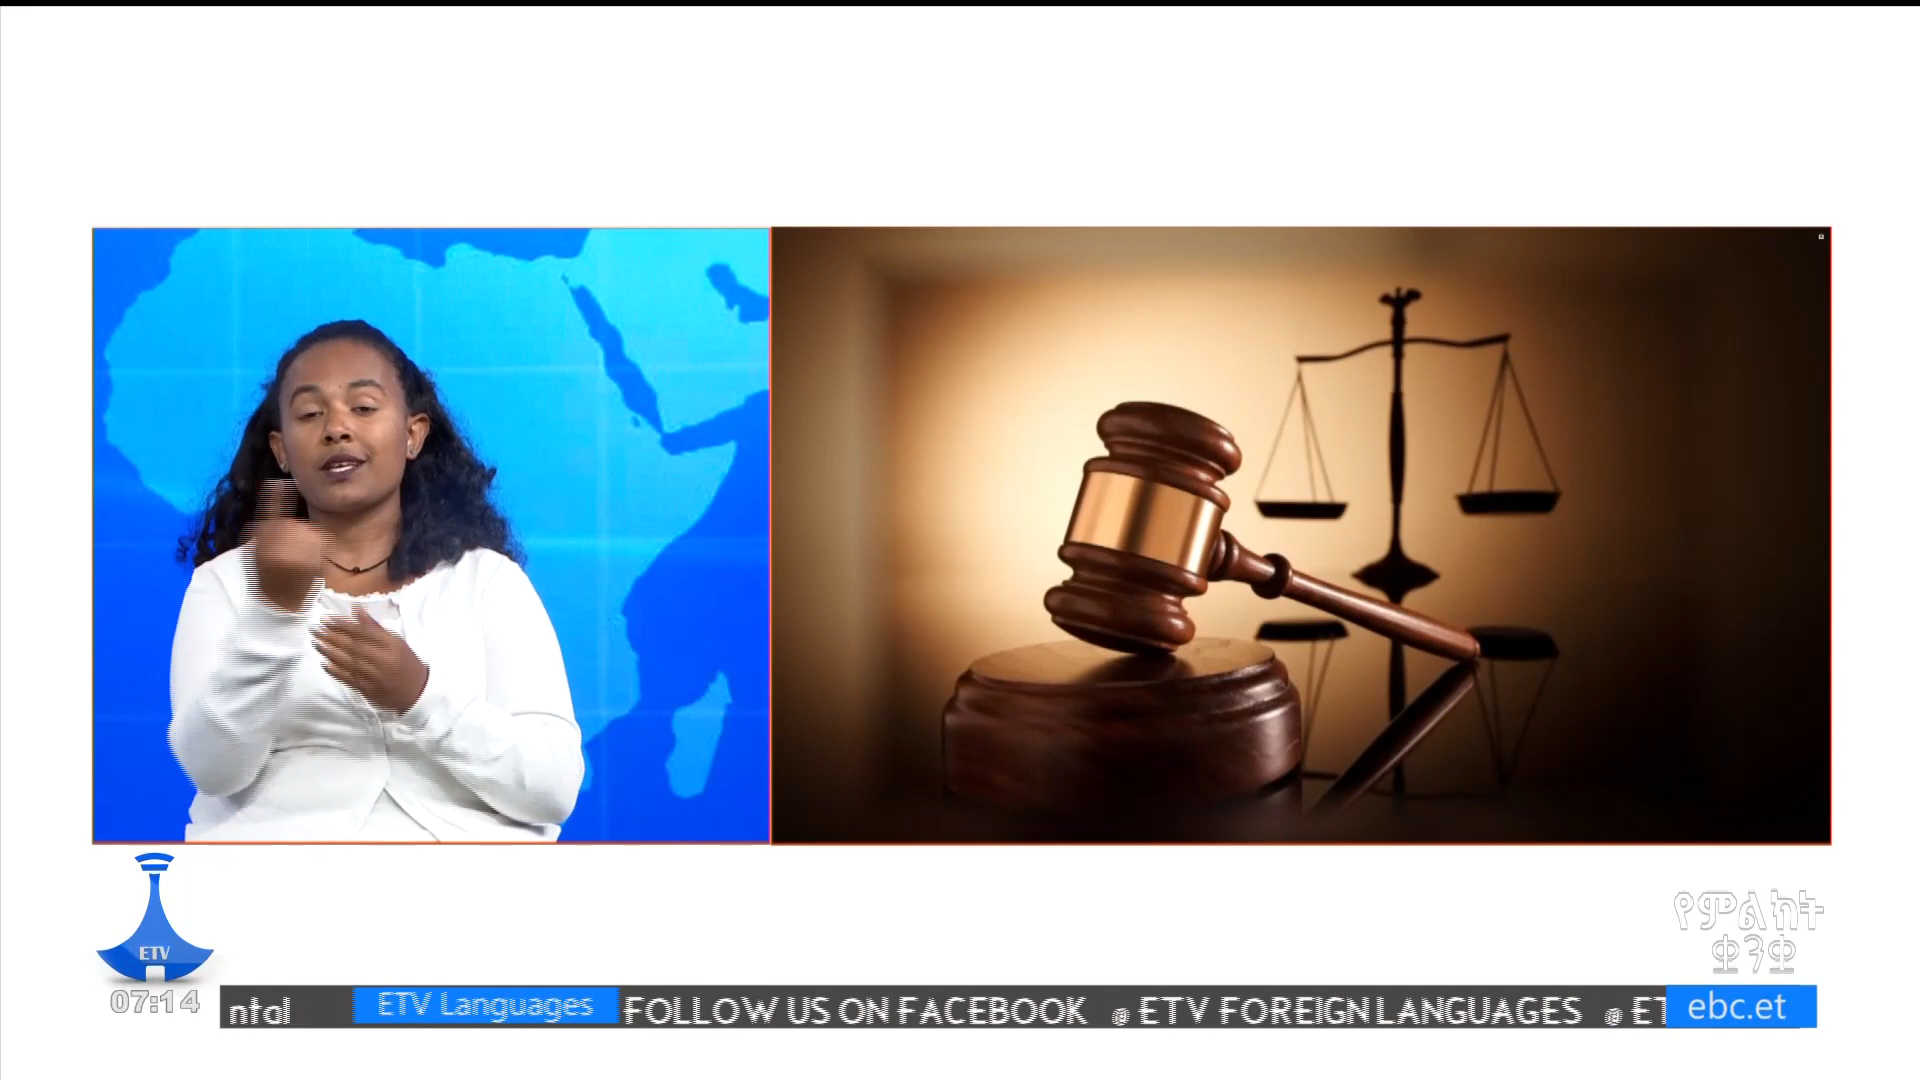 ETV
የምልክት
ቋንቋ
07:14
ntal
ETV Languages
FOLLOW US ON FACEBOOK @ ETV FOREIGN LANGUAGES @ ET
ebc.et